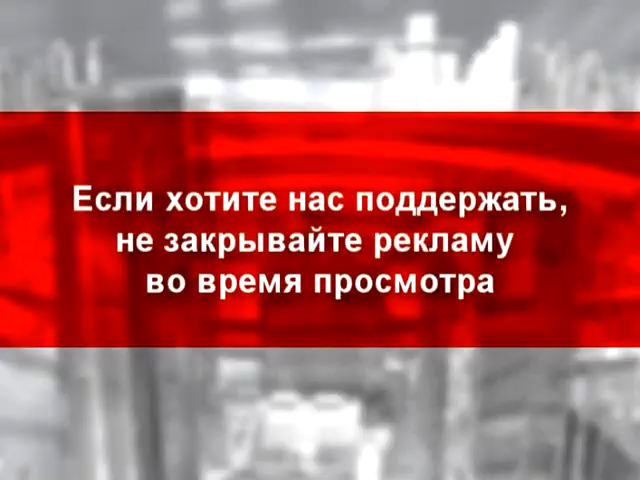 Если хотите нас поддержать,
не закрывайте рекламу
во время просмотра